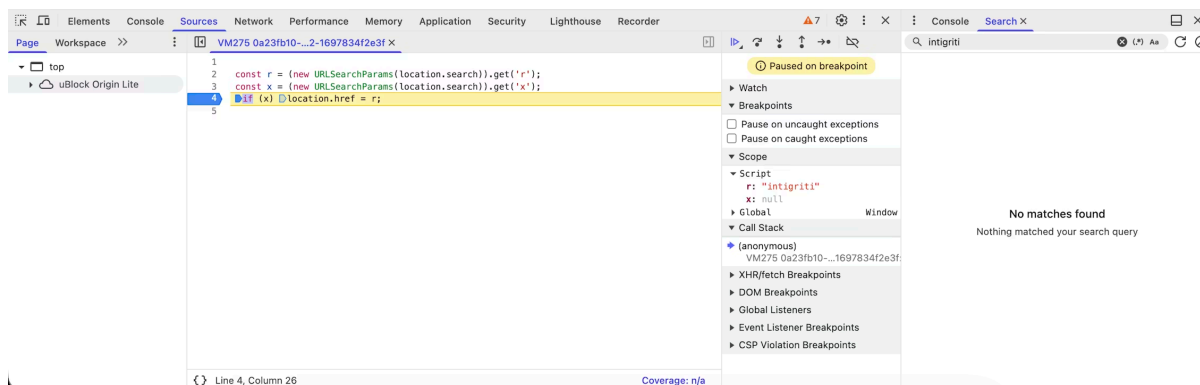 Elements Console Sources Network Performance Memory Application Security Lighthouse Recorder 7
Console Search ×
Page Workspace
VM275 0a23fb10-...2-1697834f2e3f ×
intigriti (.*) Aa
top
uBlock Origin Lite
1
2 const r = (new URLSearchParams(location.search)).get('r');
3 const x = (new URLSearchParams(location.search)).get('x');
4 if (x) location.href = r;
5
Paused on breakpoint
Watch
Breakpoints
Pause on uncaught exceptions
Pause on caught exceptions
Scope
Script
r: "intigriti"
x: null
Global Window
Call Stack
(anonymous)
VM275 0a23fb10-...1697834f2e3f:
XHR/fetch Breakpoints
DOM Breakpoints
Global Listeners
Event Listener Breakpoints
CSP Violation Breakpoints
No matches found
Nothing matched your search query
{} Line 4, Column 26 Coverage: n/a